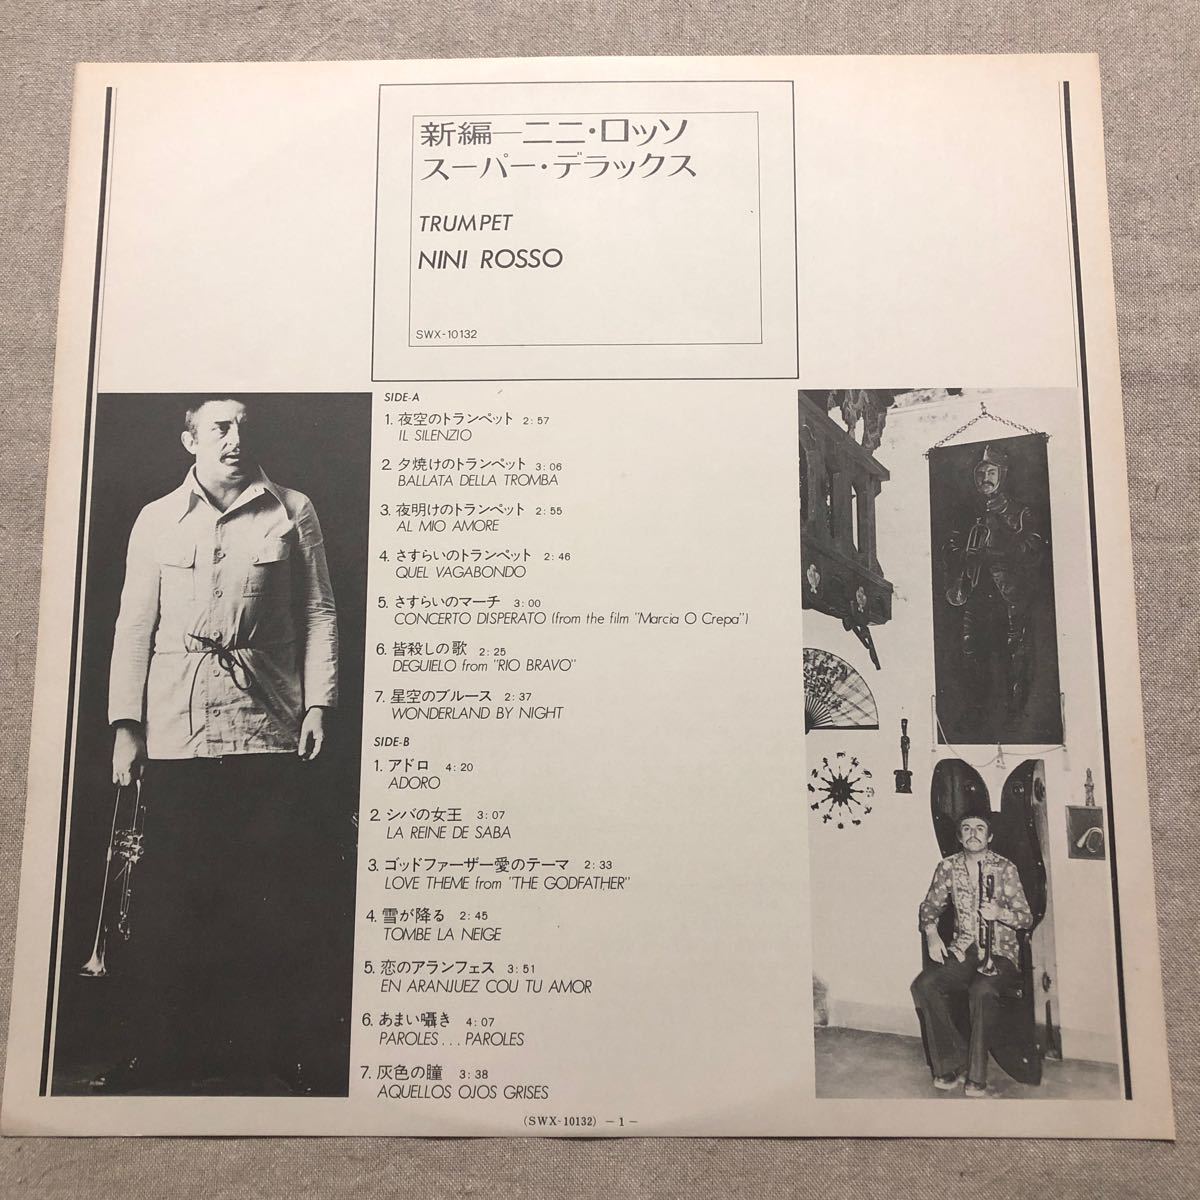 新編―ニニ・ロッソ
スーパー・デラックス
TRUMPET
NINI ROSSO
SWX-10132
SIDE-A
1. 夜空のトランペット 2:57
IL SILENZIO
2. 夕焼けのトランペット 3:06
BALLATA DELLA TROMBA
3. 夜明けのトランペット 2:55
AL MIO AMORE
4. さすらいのトランペット 2:46
QUEL VAGABONDO
5. さすらいのマーチ 3:00
CONCERTO DISPERATO (from the film "Marcia O Crepa")
6. 皆殺しの歌 2:25
DEGUIELO from "RIO BRAVO"
7. 星空のブルース 2:37
WONDERLAND BY NIGHT
SIDE-B
1. アドロ 4:20
ADORO
2. シバの女王 3:07
LA REINE DE SABA
3. ゴッドファーザー愛のテーマ 2:33
LOVE THEME from "THE GODFATHER"
4. 雪が降る 2:45
TOMBE LA NEIGE
5. 恋のアランフェス 3:51
EN ARANJUEZ COU TU AMOR
6. あまい囁き 4:07
PAROLES... PAROLES
7. 灰色の瞳 3:38
AQUELLOS OJOS GRISES
(SWX-10132) -1-